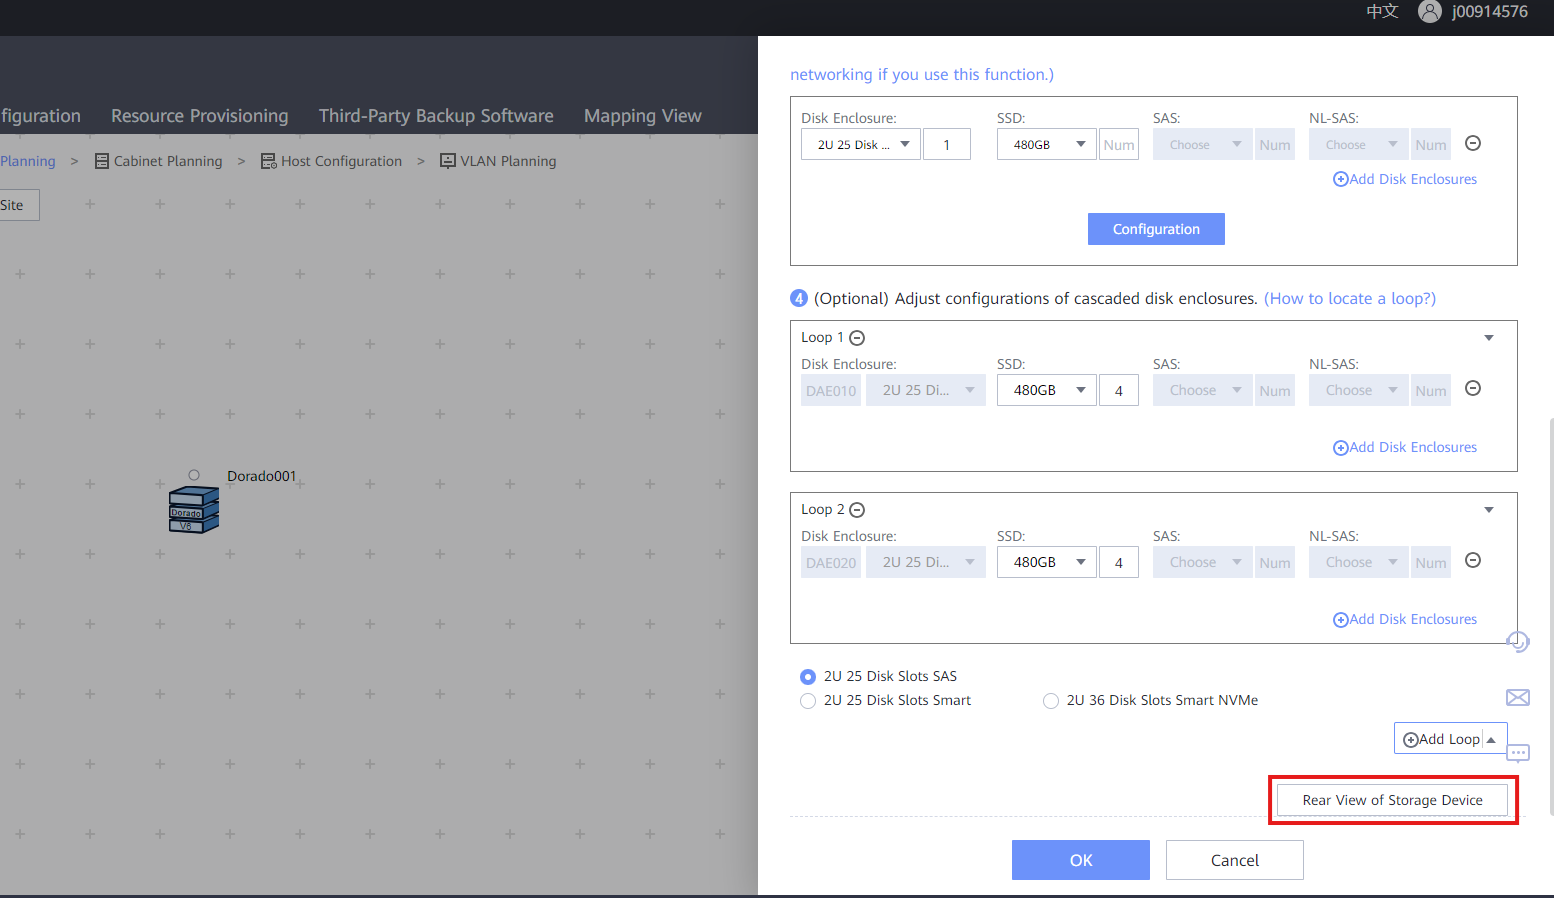 中文 j00914576
figuration Resource Provisioning Third-Party Backup Software Mapping View
Planning > Cabinet Planning > Host Configuration > VLAN Planning
Site
Dorado001
Dorado
V6
networking if you use this function.)
Disk Enclosure: SSD: SAS: NL-SAS:
2U 25 Disk ... 1 480GB Num Choose Num Choose Num
Add Disk Enclosures
Configuration
4 (Optional) Adjust configurations of cascaded disk enclosures. (How to locate a loop?)
Loop 1
Disk Enclosure: SSD: SAS: NL-SAS:
DAE010 2U 25 Di... 480GB 4 Choose Num Choose Num
Add Disk Enclosures
Loop 2
Disk Enclosure: SSD: SAS: NL-SAS:
DAE020 2U 25 Di... 480GB 4 Choose Num Choose Num
Add Disk Enclosures
2U 25 Disk Slots SAS
2U 25 Disk Slots Smart 2U 36 Disk Slots Smart NVMe
Add Loop
Rear View of Storage Device
OK Cancel